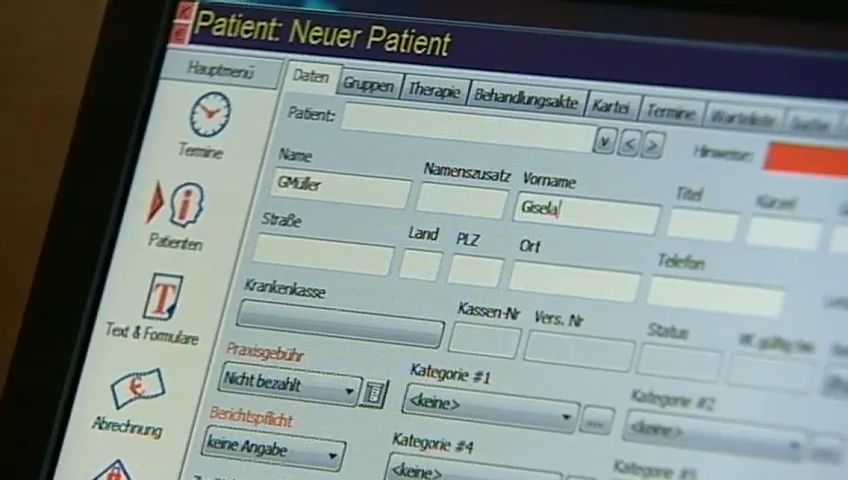 Patient: Neuer Patient
Hauptmenü
Daten Gruppen Therapie Behandlungsakte Kartei Termine Warteliste
Patient:
v < >
Hinweise:
Termine
Name Namenszusatz Vorname Titel Kürzel
GMüller Gisela
Patienten
Straße Land PLZ Ort Telefon
Krankenkasse Kassen-Nr Vers. Nr Status
Text & Formulare
Praxisgebühr Kategorie #1 Kategorie #2
Nicht bezahlt <keine> ... <keine>
Abrechnung
Berichtspflicht Kategorie #4
keine Angabe <keine>